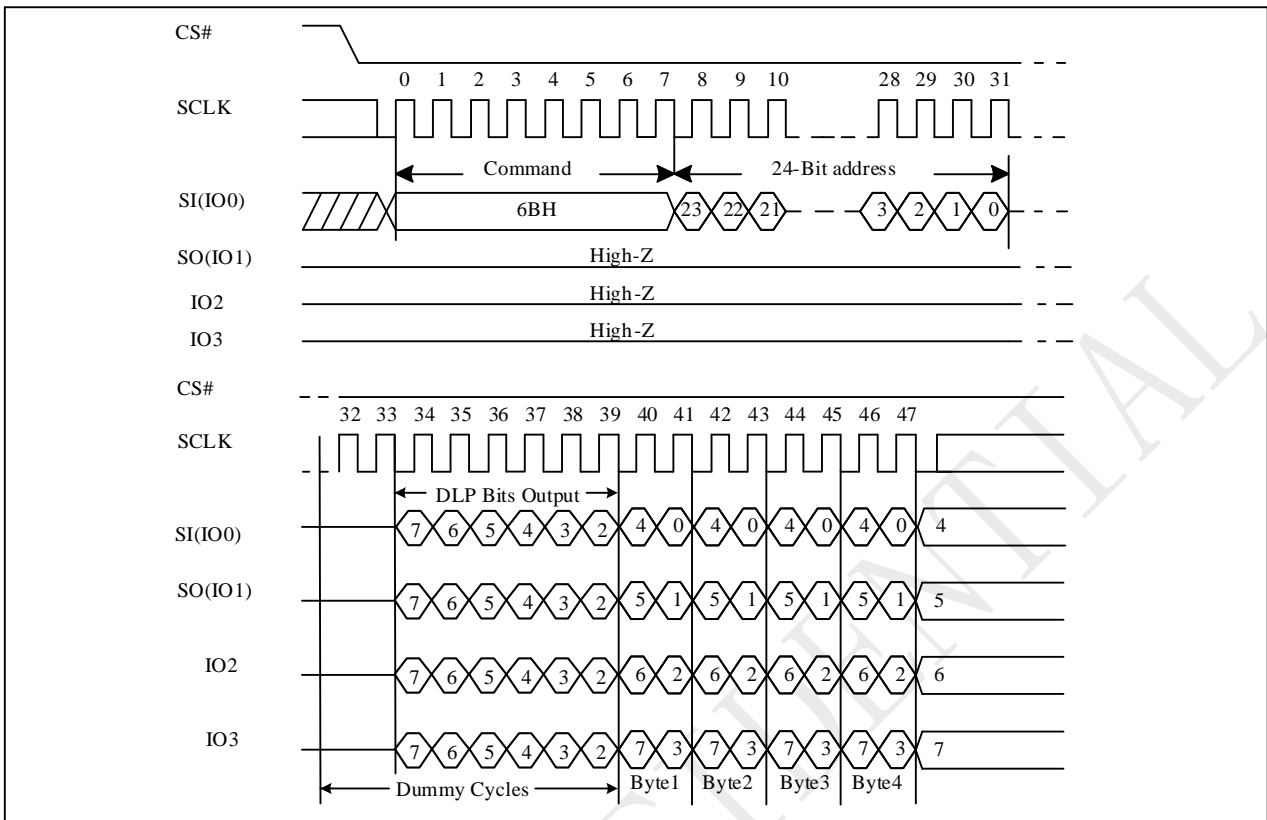 CS#
0 1 2 3 4 5 6 7 8 9 10 28 29 30 31
SCLK
Command 24-Bit address
SI(IO0) 6BH 23 22 21 3 2 1 0
SO(IO1) High-Z
IO2 High-Z
IO3 High-Z
CS#
32 33 34 35 36 37 38 39 40 41 42 43 44 45 46 47
SCLK
DLP Bits Output
SI(IO0) 7 6 5 4 3 2 4 0 4 0 4 0 4 0 4
SO(IO1) 7 6 5 4 3 2 5 1 5 1 5 1 5 1 5
IO2 7 6 5 4 3 2 6 2 6 2 6 2 6 2 6
IO3 7 6 5 4 3 2 7 3 7 3 7 3 7 3 7
Dummy Cycles Byte1 Byte2 Byte3 Byte4